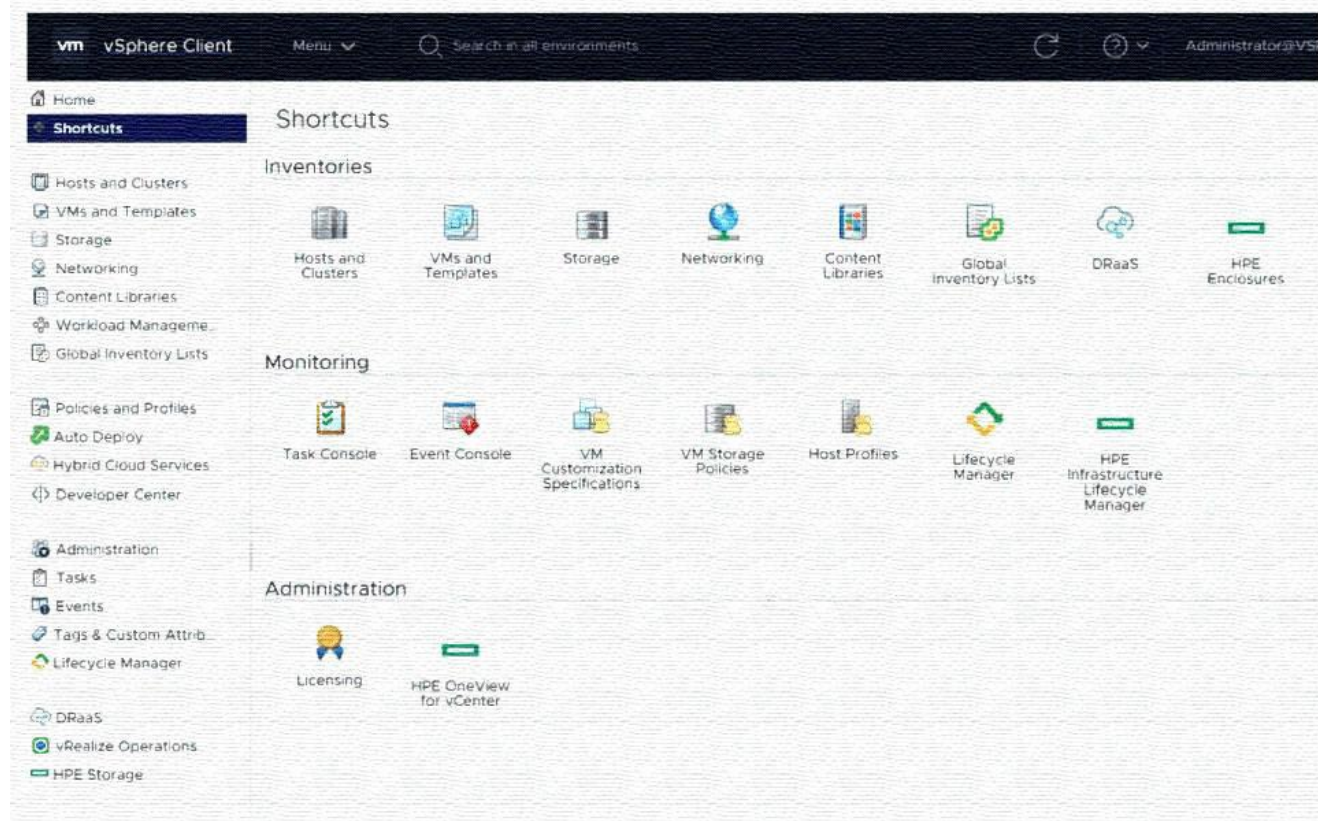 vm vSphere Client Menu Search in all environments Administrator@VS
Home
Shortcuts
Hosts and Clusters
VMs and Templates
Storage
Networking
Content Libraries
Workload Manageme...
Global Inventory Lists
Policies and Profiles
Auto Deploy
Hybrid Cloud Services
Developer Center
Administration
Tasks
Events
Tags & Custom Attrib...
Lifecycle Manager
DRaaS
vRealize Operations
HPE Storage
Shortcuts
Inventories
Hosts and
Clusters
VMs and
Templates
Storage
Networking
Content
Libraries
Global
Inventory Lists
DRaaS
HPE
Enclosures
Monitoring
Task Console
Event Console
VM
Customization
Specifications
VM Storage
Policies
Host Profiles
Lifecycle
Manager
HPE
Infrastructure
Lifecycle
Manager
Administration
Licensing
HPE OneView
for vCenter